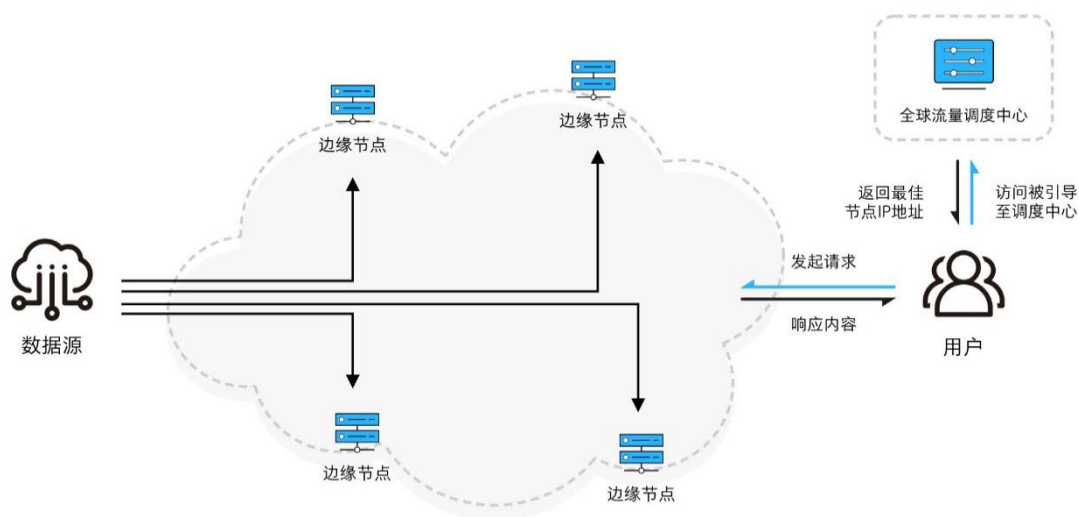 边缘节点
边缘节点
全球流量调度中心
返回最佳
节点IP地址
访问被引导
至调度中心
发起请求
响应内容
数据源
用户
边缘节点
边缘节点